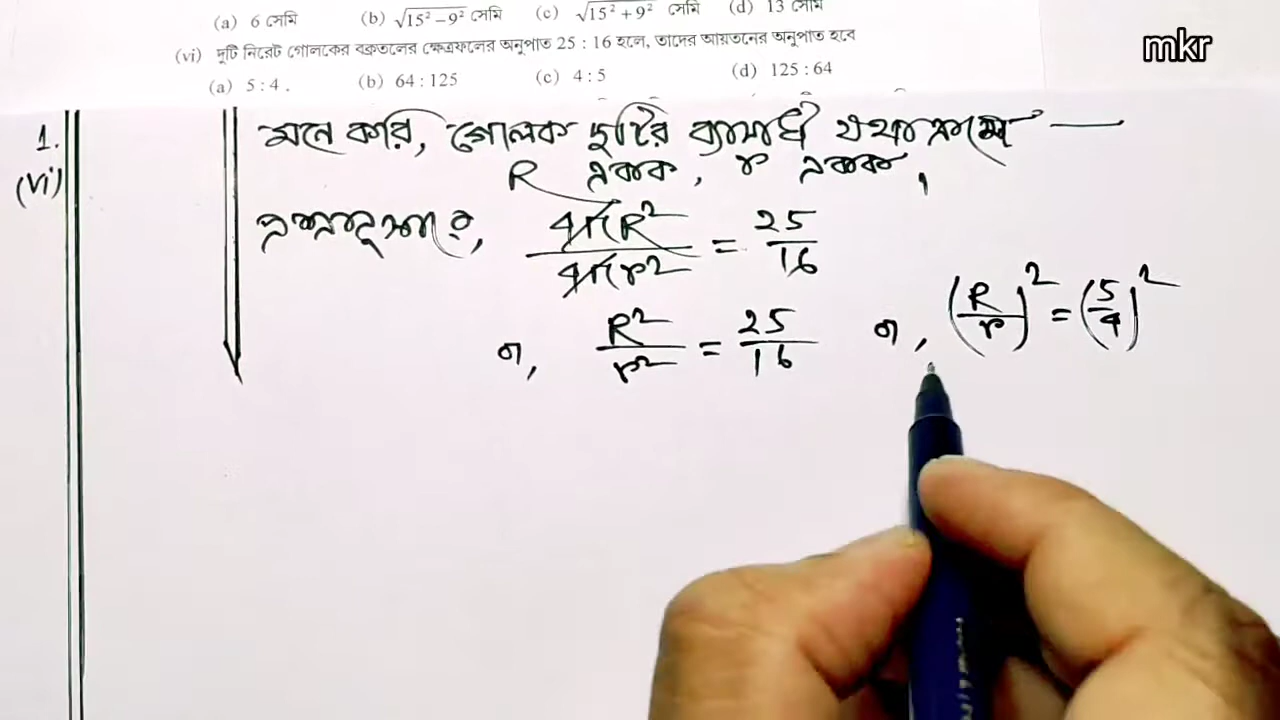 (a) 6 সেমি (b) √15² – 9² সেমি (c) √15² + 9² সেমি (d) 13 সেমি
mkr
(vi) দুটি নিরেট গোলকের বক্রতলের ক্ষেত্রফলের অনুপাত 25 : 16 হলে, তাদের আয়তনের অনুপাত হবে
(a) 5 : 4 . (b) 64 : 125 (c) 4 : 5 (d) 125 : 64
1. (vi) মনে করি, গোলক দুটির ব্যাসার্ধ যথাক্রমে —
R একক, r একক,
প্রশ্নানুসারে, 4πR²/4πr² = 25/16
বা, R²/r² = 25/16 বা, (R/r)² = (5/4)²